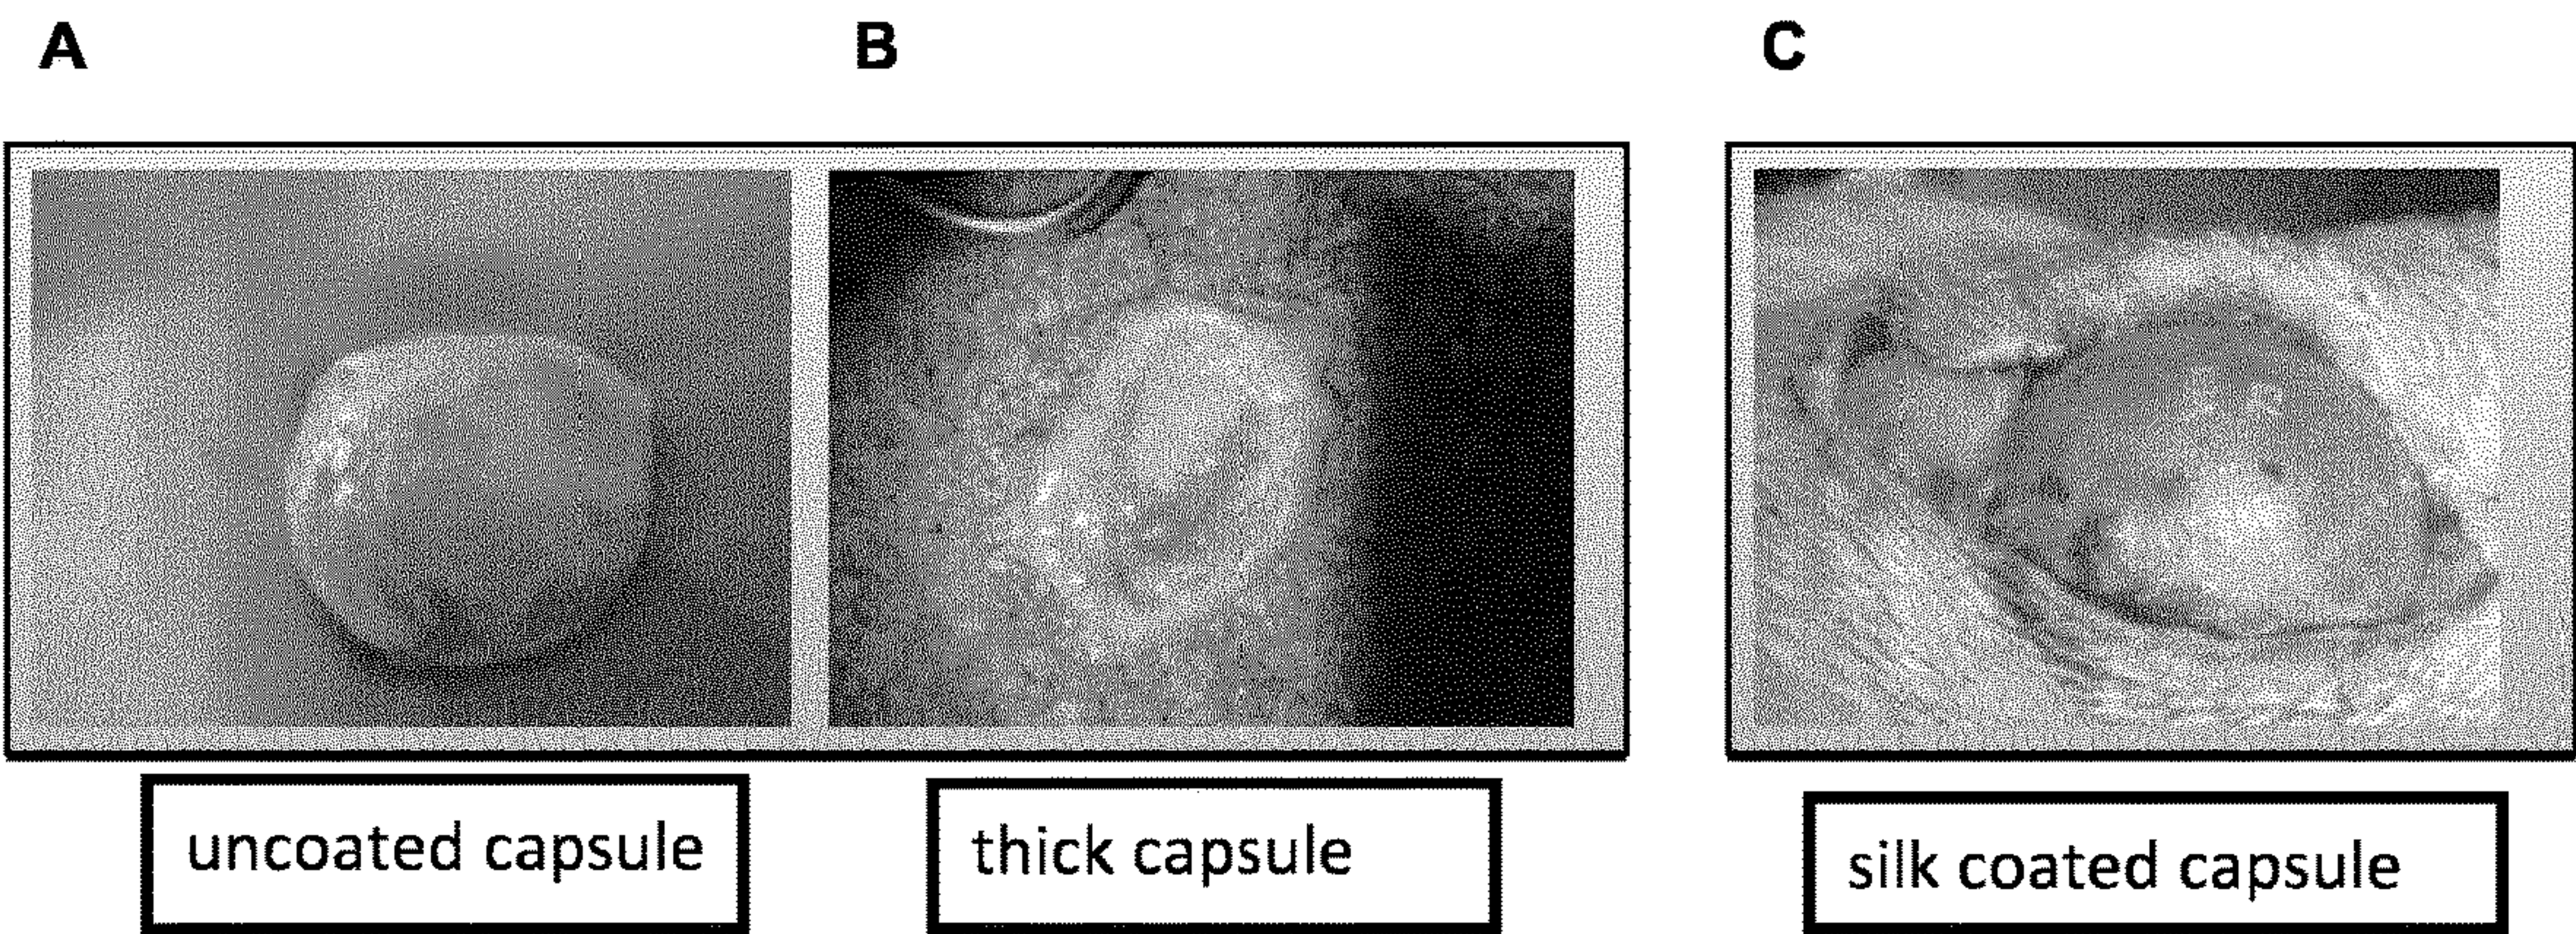 A
B
C
uncoated capsule
thick capsule
silk coated capsule